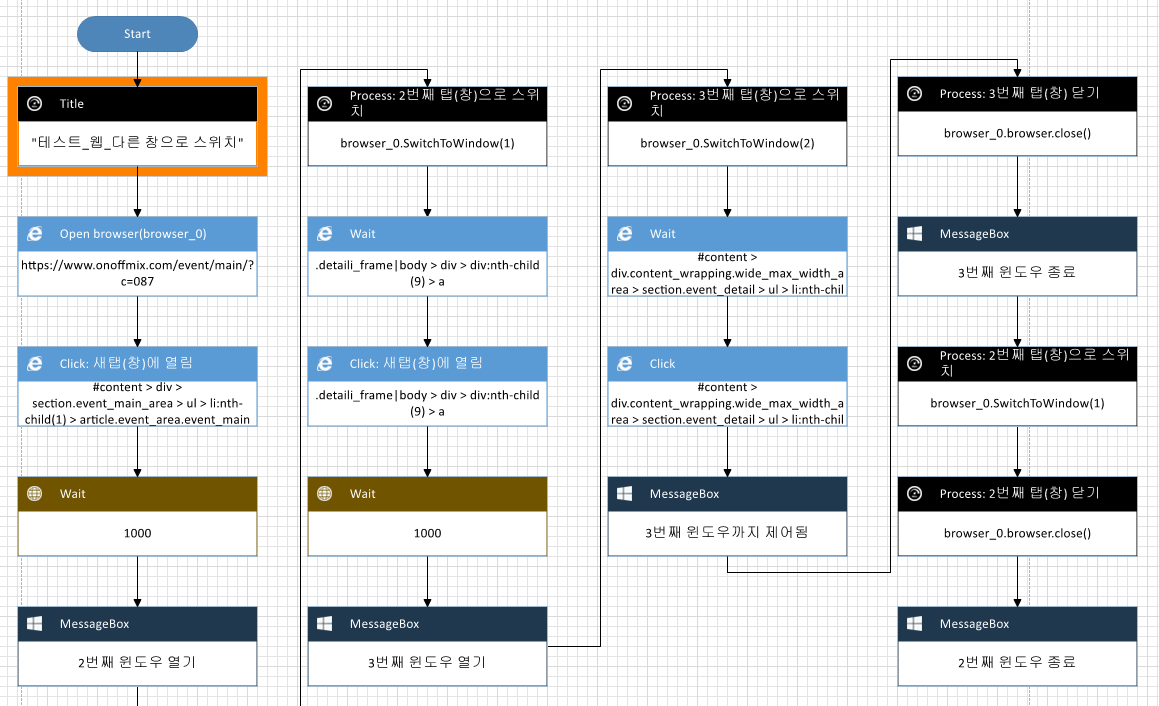 Start
Title
"테스트_웹_다른 창으로 스위치"
Open browser(browser_0)
https://www.onoffmix.com/event/main/?
c=087
Click: 새탭(창)에 열림
#content > div >
section.event_main_area > ul > li:nth-
child(1) > article.event_area.event_main
Wait
1000
MessageBox
2번째 윈도우 열기
Process: 2번째 탭(창)으로 스위
치
browser_0.SwitchToWindow(1)
Wait
.detaili_frame|body > div > div:nth-child
(9) > a
Click: 새탭(창)에 열림
.detaili_frame|body > div > div:nth-child
(9) > a
Wait
1000
MessageBox
3번째 윈도우 열기
Process: 3번째 탭(창)으로 스위
치
browser_0.SwitchToWindow(2)
Wait
#content >
div.content_wrapping.wide_max_width_a
rea > section.event_detail > ul > li:nth-chil
Click
#content >
div.content_wrapping.wide_max_width_a
rea > section.event_detail > ul > li:nth-chil
MessageBox
3번째 윈도우까지 제어됨
Process: 3번째 탭(창) 닫기
browser_0.browser.close()
MessageBox
3번째 윈도우 종료
Process: 2번째 탭(창)으로 스위
치
browser_0.SwitchToWindow(1)
Process: 2번째 탭(창) 닫기
browser_0.browser.close()
MessageBox
2번째 윈도우 종료